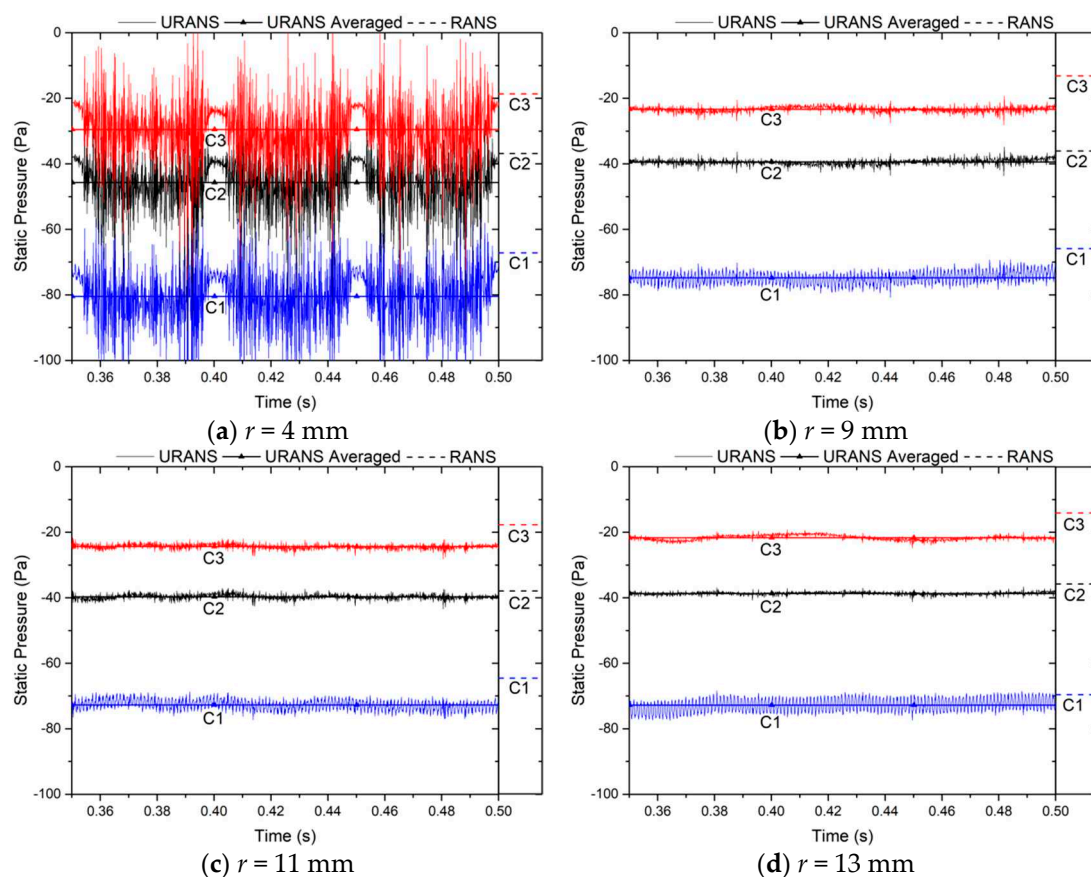 URANS URANS Averaged RANS
0
-20
-40
-60
-80
-100
Static Pressure (Pa)
C3
C2
C1
C3
C2
C1
0.36 0.38 0.40 0.42 0.44 0.46 0.48 0.50
Time (s)
(a) r = 4 mm
URANS URANS Averaged RANS
0
-20
-40
-60
-80
-100
Static Pressure (Pa)
C3
C2
C1
C3
C2
C1
0.36 0.38 0.40 0.42 0.44 0.46 0.48 0.50
Time (s)
(b) r = 9 mm
URANS URANS Averaged RANS
0
-20
-40
-60
-80
-100
Static Pressure (Pa)
C3
C2
C1
C3
C2
C1
0.36 0.38 0.40 0.42 0.44 0.46 0.48 0.50
Time (s)
(c) r = 11 mm
URANS URANS Averaged RANS
0
-20
-40
-60
-80
-100
Static Pressure (Pa)
C3
C2
C1
C3
C2
C1
0.36 0.38 0.40 0.42 0.44 0.46 0.48 0.50
Time (s)
(d) r = 13 mm